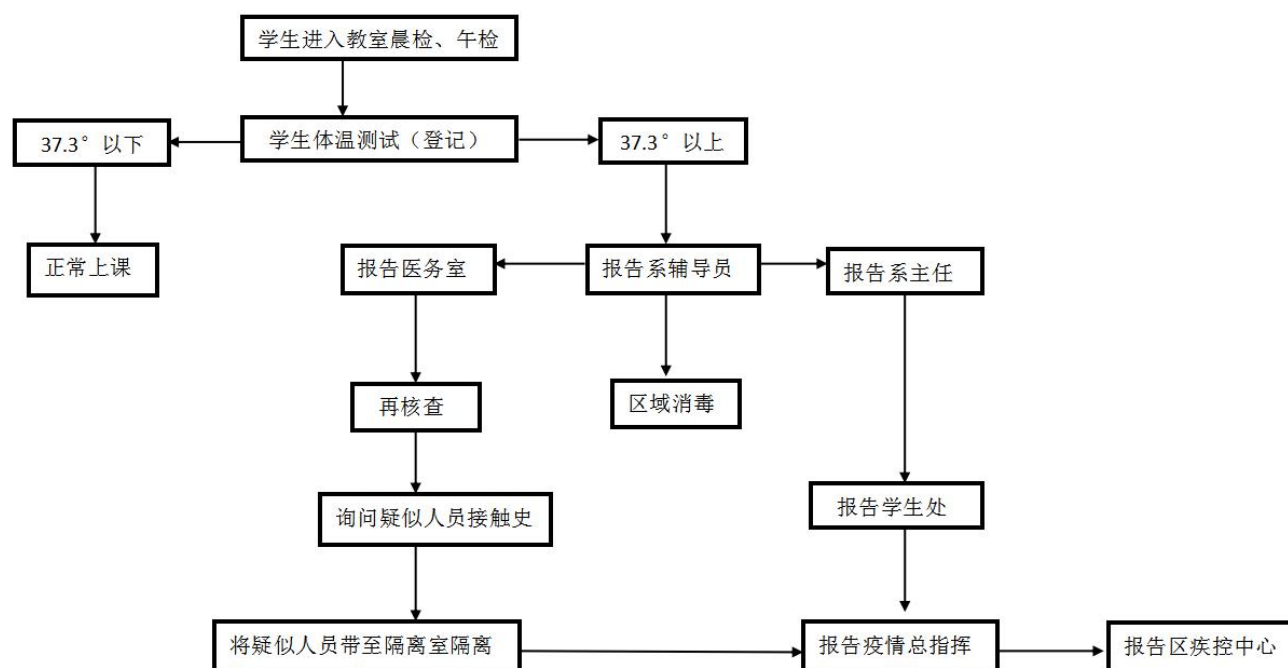 学生进入教室晨检、午检
37.3°以下
学生体温测试（登记）
37.3°以上
正常上课
报告医务室
报告系辅导员
报告系主任
再核查
区域消毒
询问疑似人员接触史
报告学生处
将疑似人员带至隔离室隔离
报告疫情总指挥
报告区疾控中心